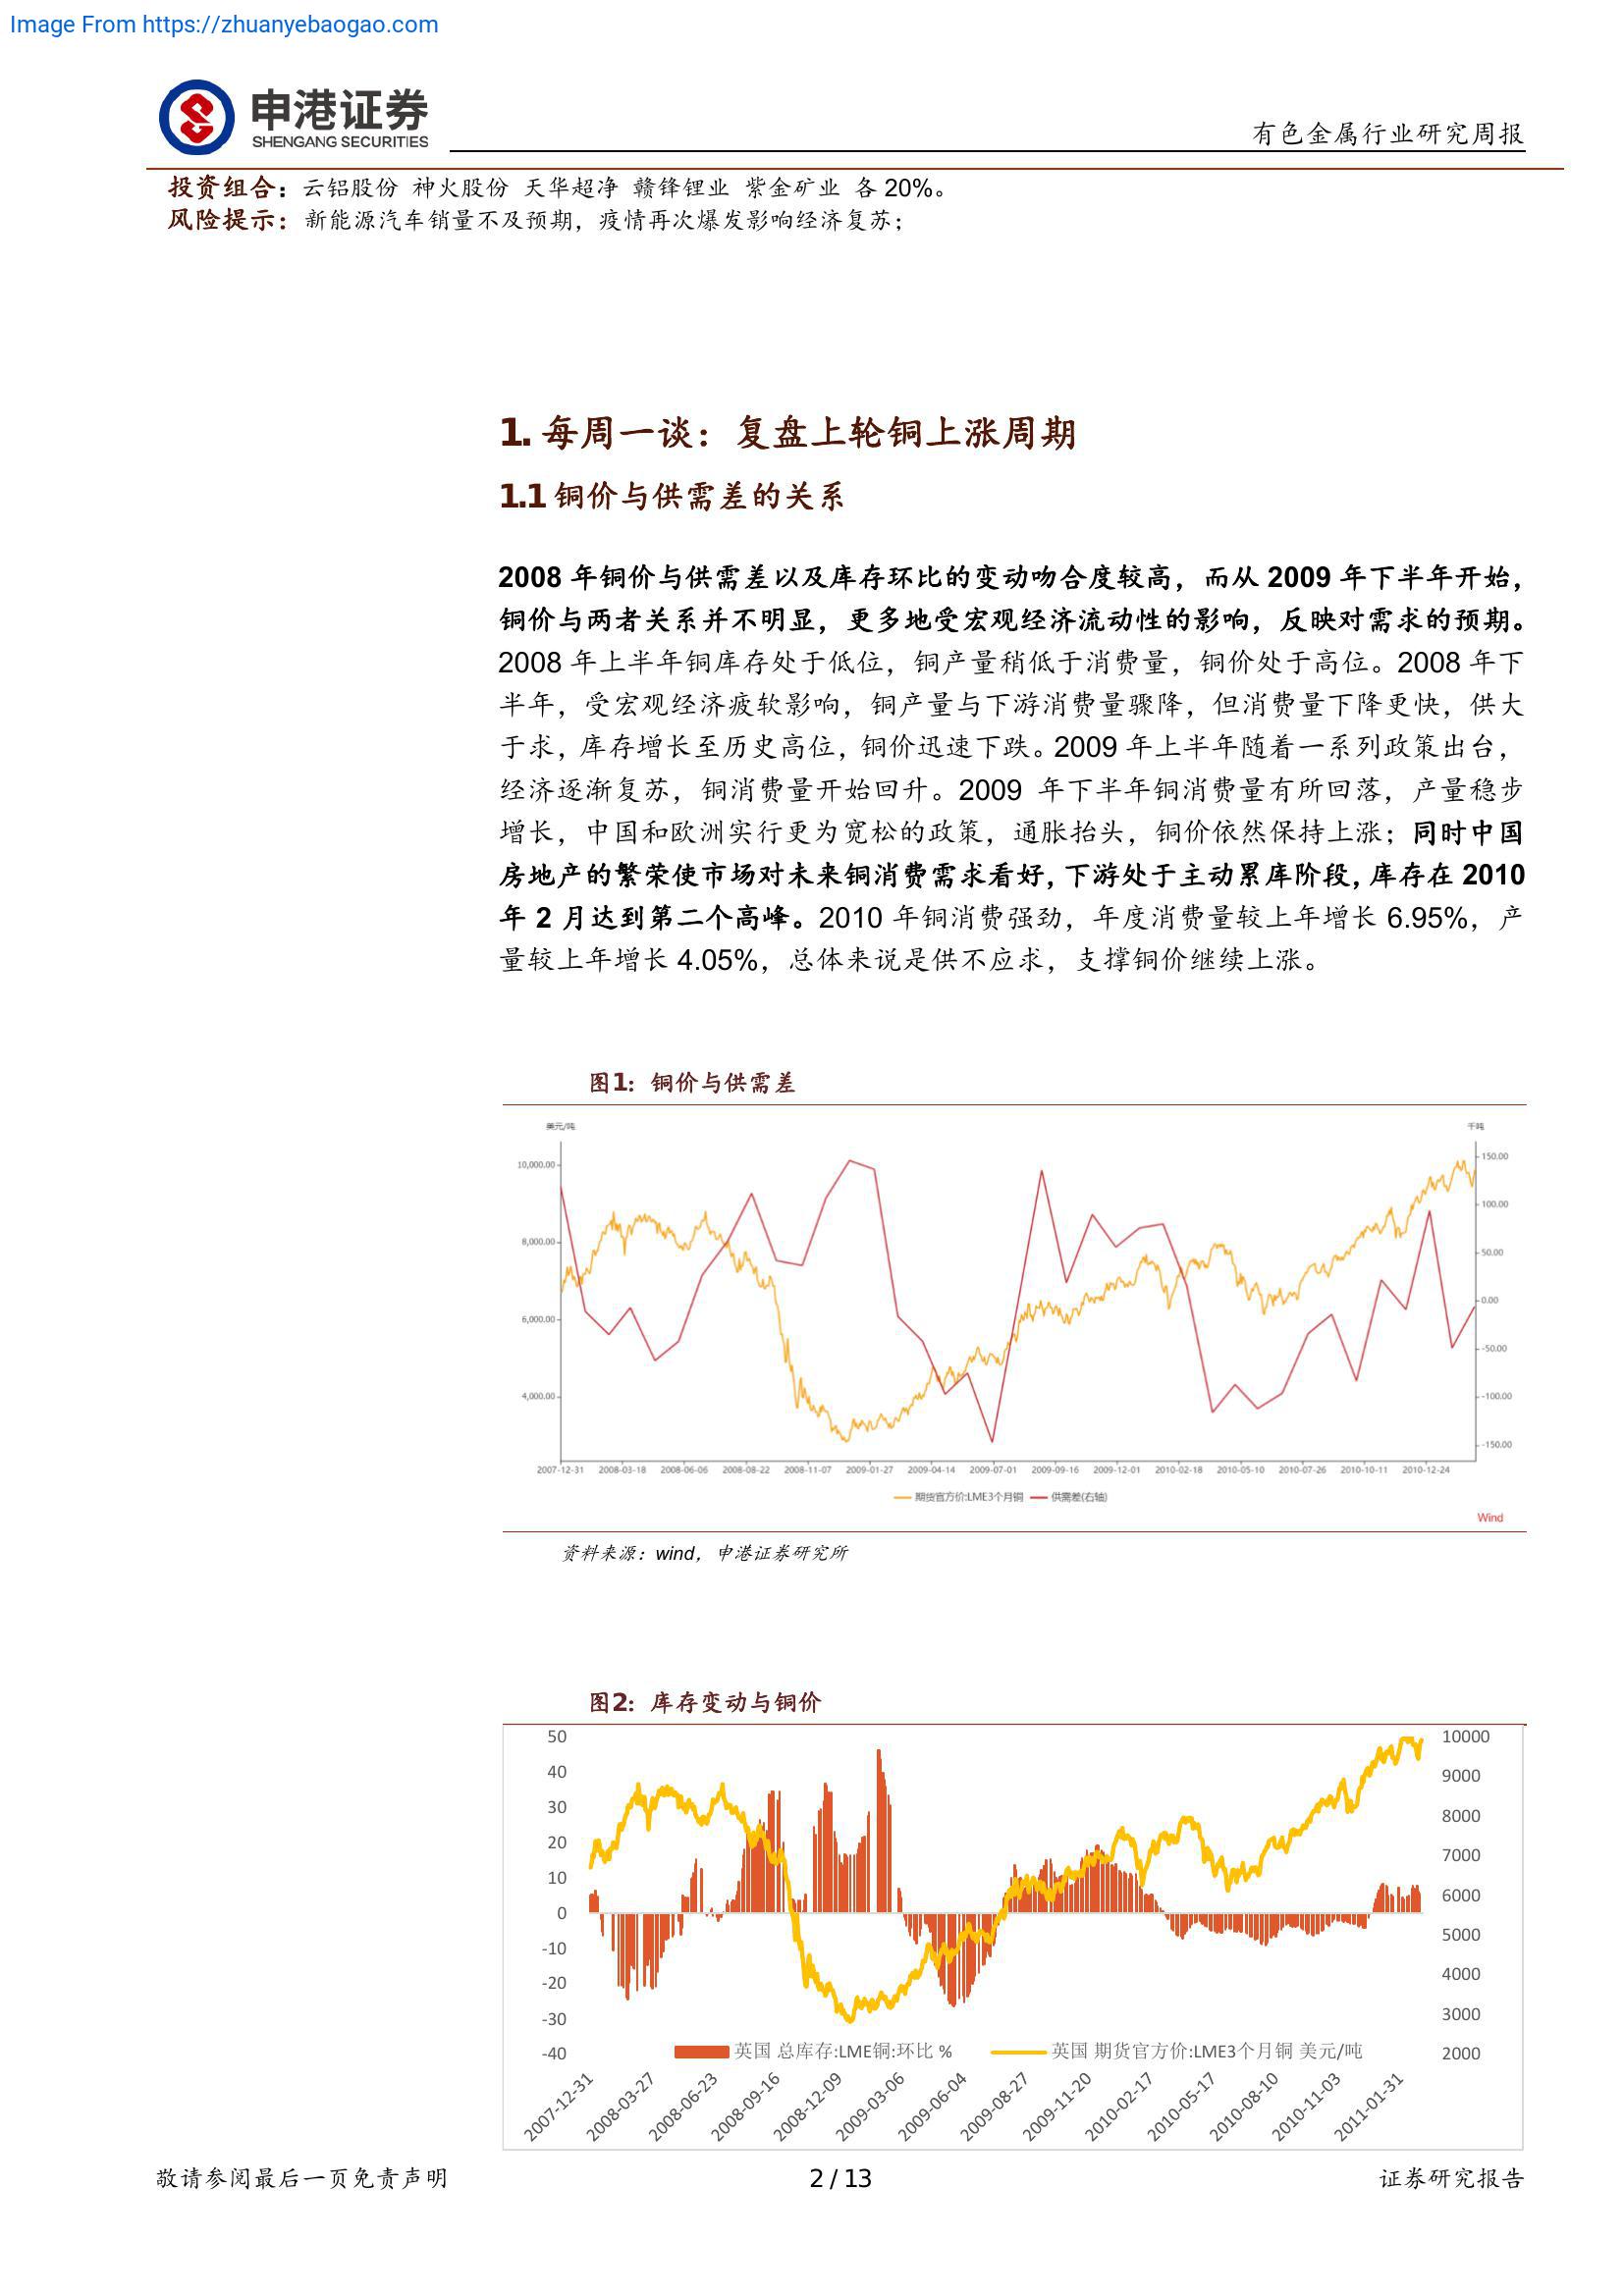 Image From https://zhuanyebaogao.com
申港证券
SHENGANG SECURITIES
有色金属行业研究周报
投资组合：云铝股份 神火股份 天华超净 赣锋锂业 紫金矿业 各 20%。
风险提示：新能源汽车销量不及预期，疫情再次爆发影响经济复苏；
1. 每周一谈：复盘上轮铜上涨周期
1.1 铜价与供需差的关系
2008 年铜价与供需差以及库存环比的变动吻合度较高，而从 2009 年下半年开始，
铜价与两者关系并不明显，更多地受宏观经济流动性的影响，反映对需求的预期。
2008 年上半年铜库存处于低位，铜产量稍低于消费量，铜价处于高位。2008 年下
半年，受宏观经济疲软影响，铜产量与下游消费量骤降，但消费量下降更快，供大
于求，库存增长至历史高位，铜价迅速下跌。2009 年上半年随着一系列政策出台，
经济逐渐复苏，铜消费量开始回升。2009 年下半年铜消费量有所回落，产量稳步
增长，中国和欧洲实行更为宽松的政策，通胀抬头，铜价依然保持上涨；同时中国
房地产的繁荣使市场对未来铜消费需求看好，下游处于主动累库阶段，库存在 2010
年 2 月达到第二个高峰。2010 年铜消费强劲，年度消费量较上年增长 6.95%，产
量较上年增长 4.05%，总体来说是供不应求，支撑铜价继续上涨。
图1：铜价与供需差
美元/吨
千吨
10,000.00
8,000.00
6,000.00
4,000.00
150.00
100.00
50.00
0.00
-50.00
-100.00
-150.00
2007-12-31 2008-03-18 2008-06-06 2008-08-22 2008-11-07 2009-01-27 2009-04-14 2009-07-01 2009-09-16 2009-12-01 2010-02-18 2010-05-10 2010-07-26 2010-10-11 2010-12-24
期货官方价:LME3个月铜 供需差(右轴)
Wind
资料来源：wind，申港证券研究所
图2：库存变动与铜价
50
40
30
20
10
0
-10
-20
-30
-40
10000
9000
8000
7000
6000
5000
4000
3000
2000
英国 总库存:LME铜:环比 % 英国 期货官方价:LME3个月铜 美元/吨
2007-12-31 2008-03-27 2008-06-23 2008-09-16 2008-12-09 2009-03-06 2009-06-04 2009-08-27 2009-11-20 2010-02-17 2010-05-17 2010-08-10 2010-11-03 2011-01-31
敬请参阅最后一页免责声明
2 / 13
证券研究报告